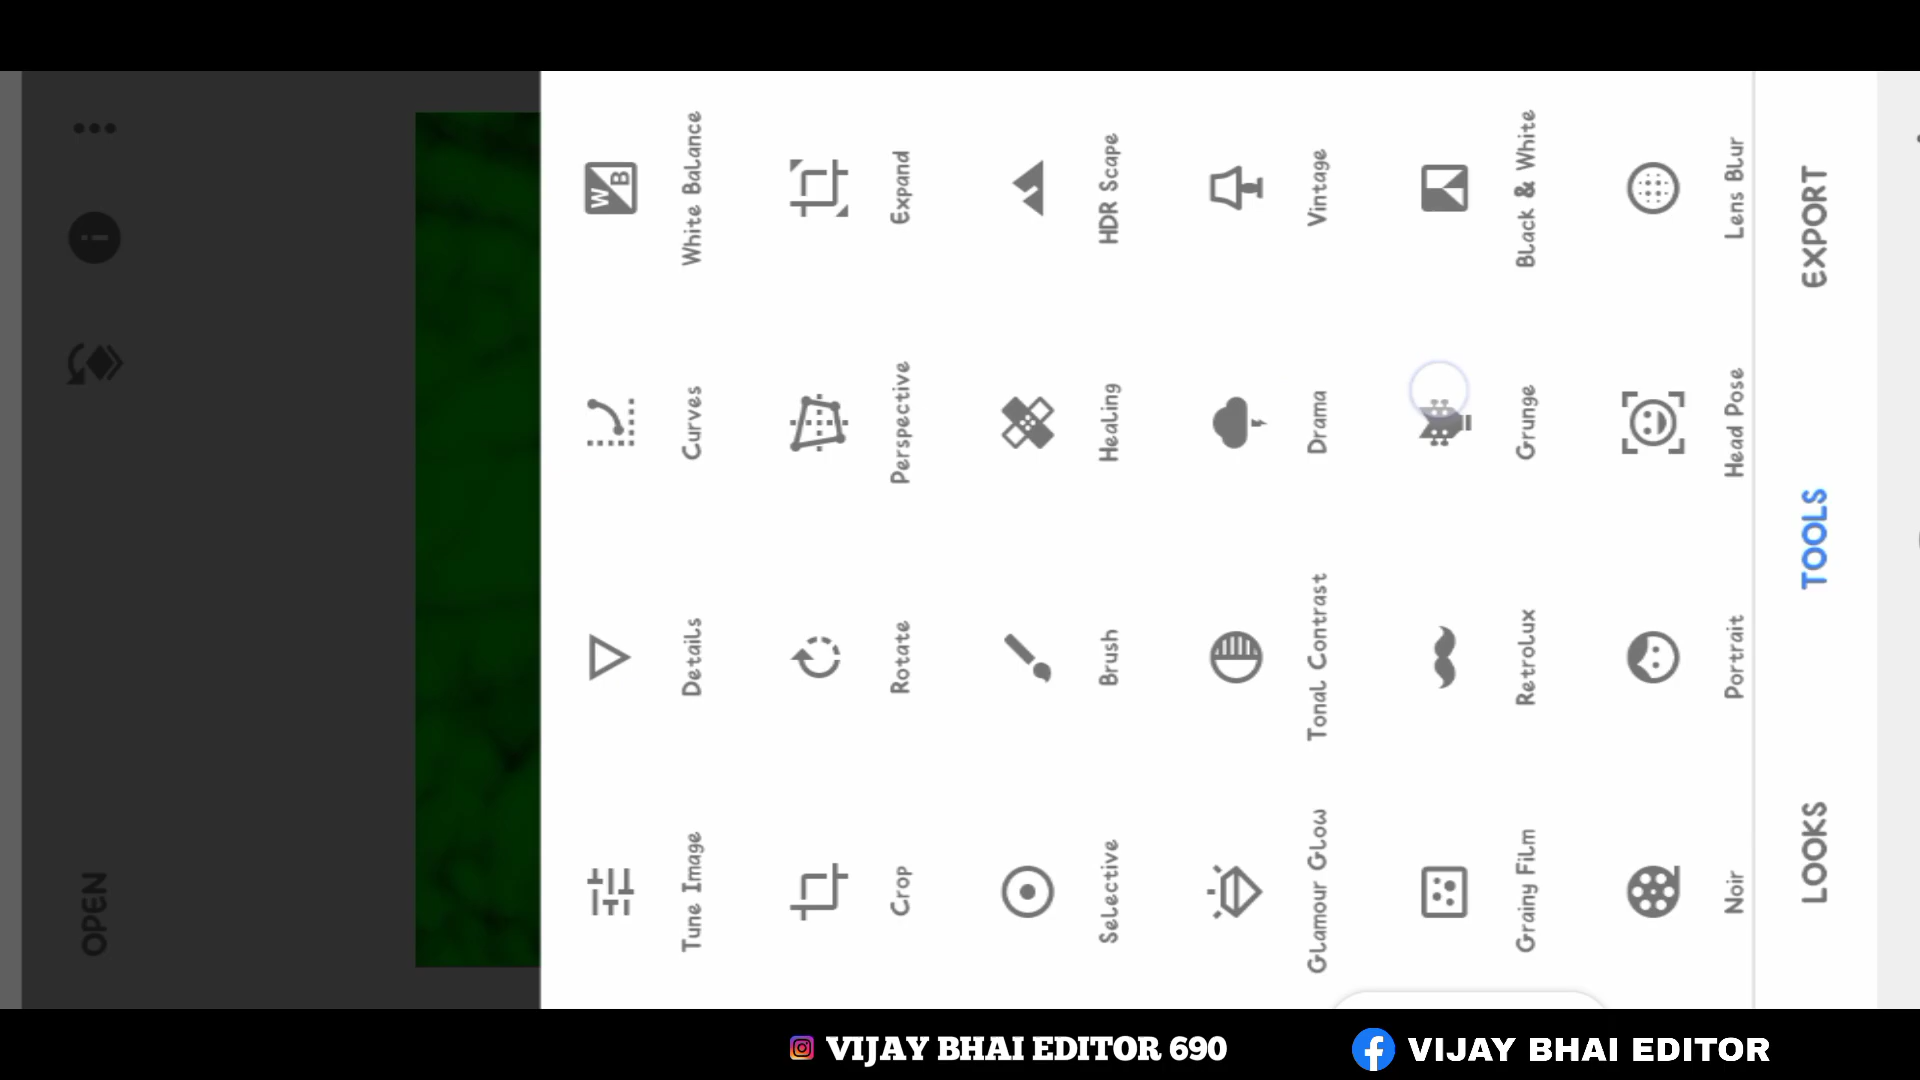 OPEN
Tune Image
Details
Curves
White Balance
Crop
Rotate
Perspective
Expand
Selective
Brush
Healing
HDR Scape
Glamour Glow
Tonal Contrast
Drama
Vintage
Grainy Film
Retrolux
Grunge
Black & White
Noir
Portrait
Head Pose
Lens Blur
LOOKS
TOOLS
EXPORT
VIJAY BHAI EDITOR 690
VIJAY BHAI EDITOR